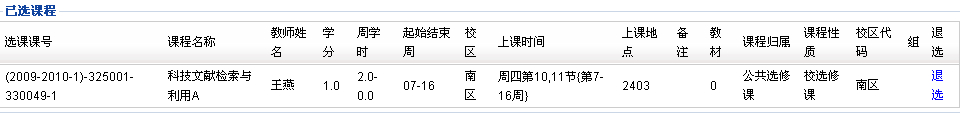 已选课程
选课课号 课程名称 教师姓名 学分 周学时 起始结束周 校区 上课时间 上课地点 备注 教材 课程归属 课程性质 校区代码 组 退选
(2009-2010-1)-325001-330049-1 科技文献检索与利用A 王燕 1.0 2.0-0.0 07-16 南区 周四第10,11节{第7-16周} 2403 0 公共选修课 校选修课 南区 退选